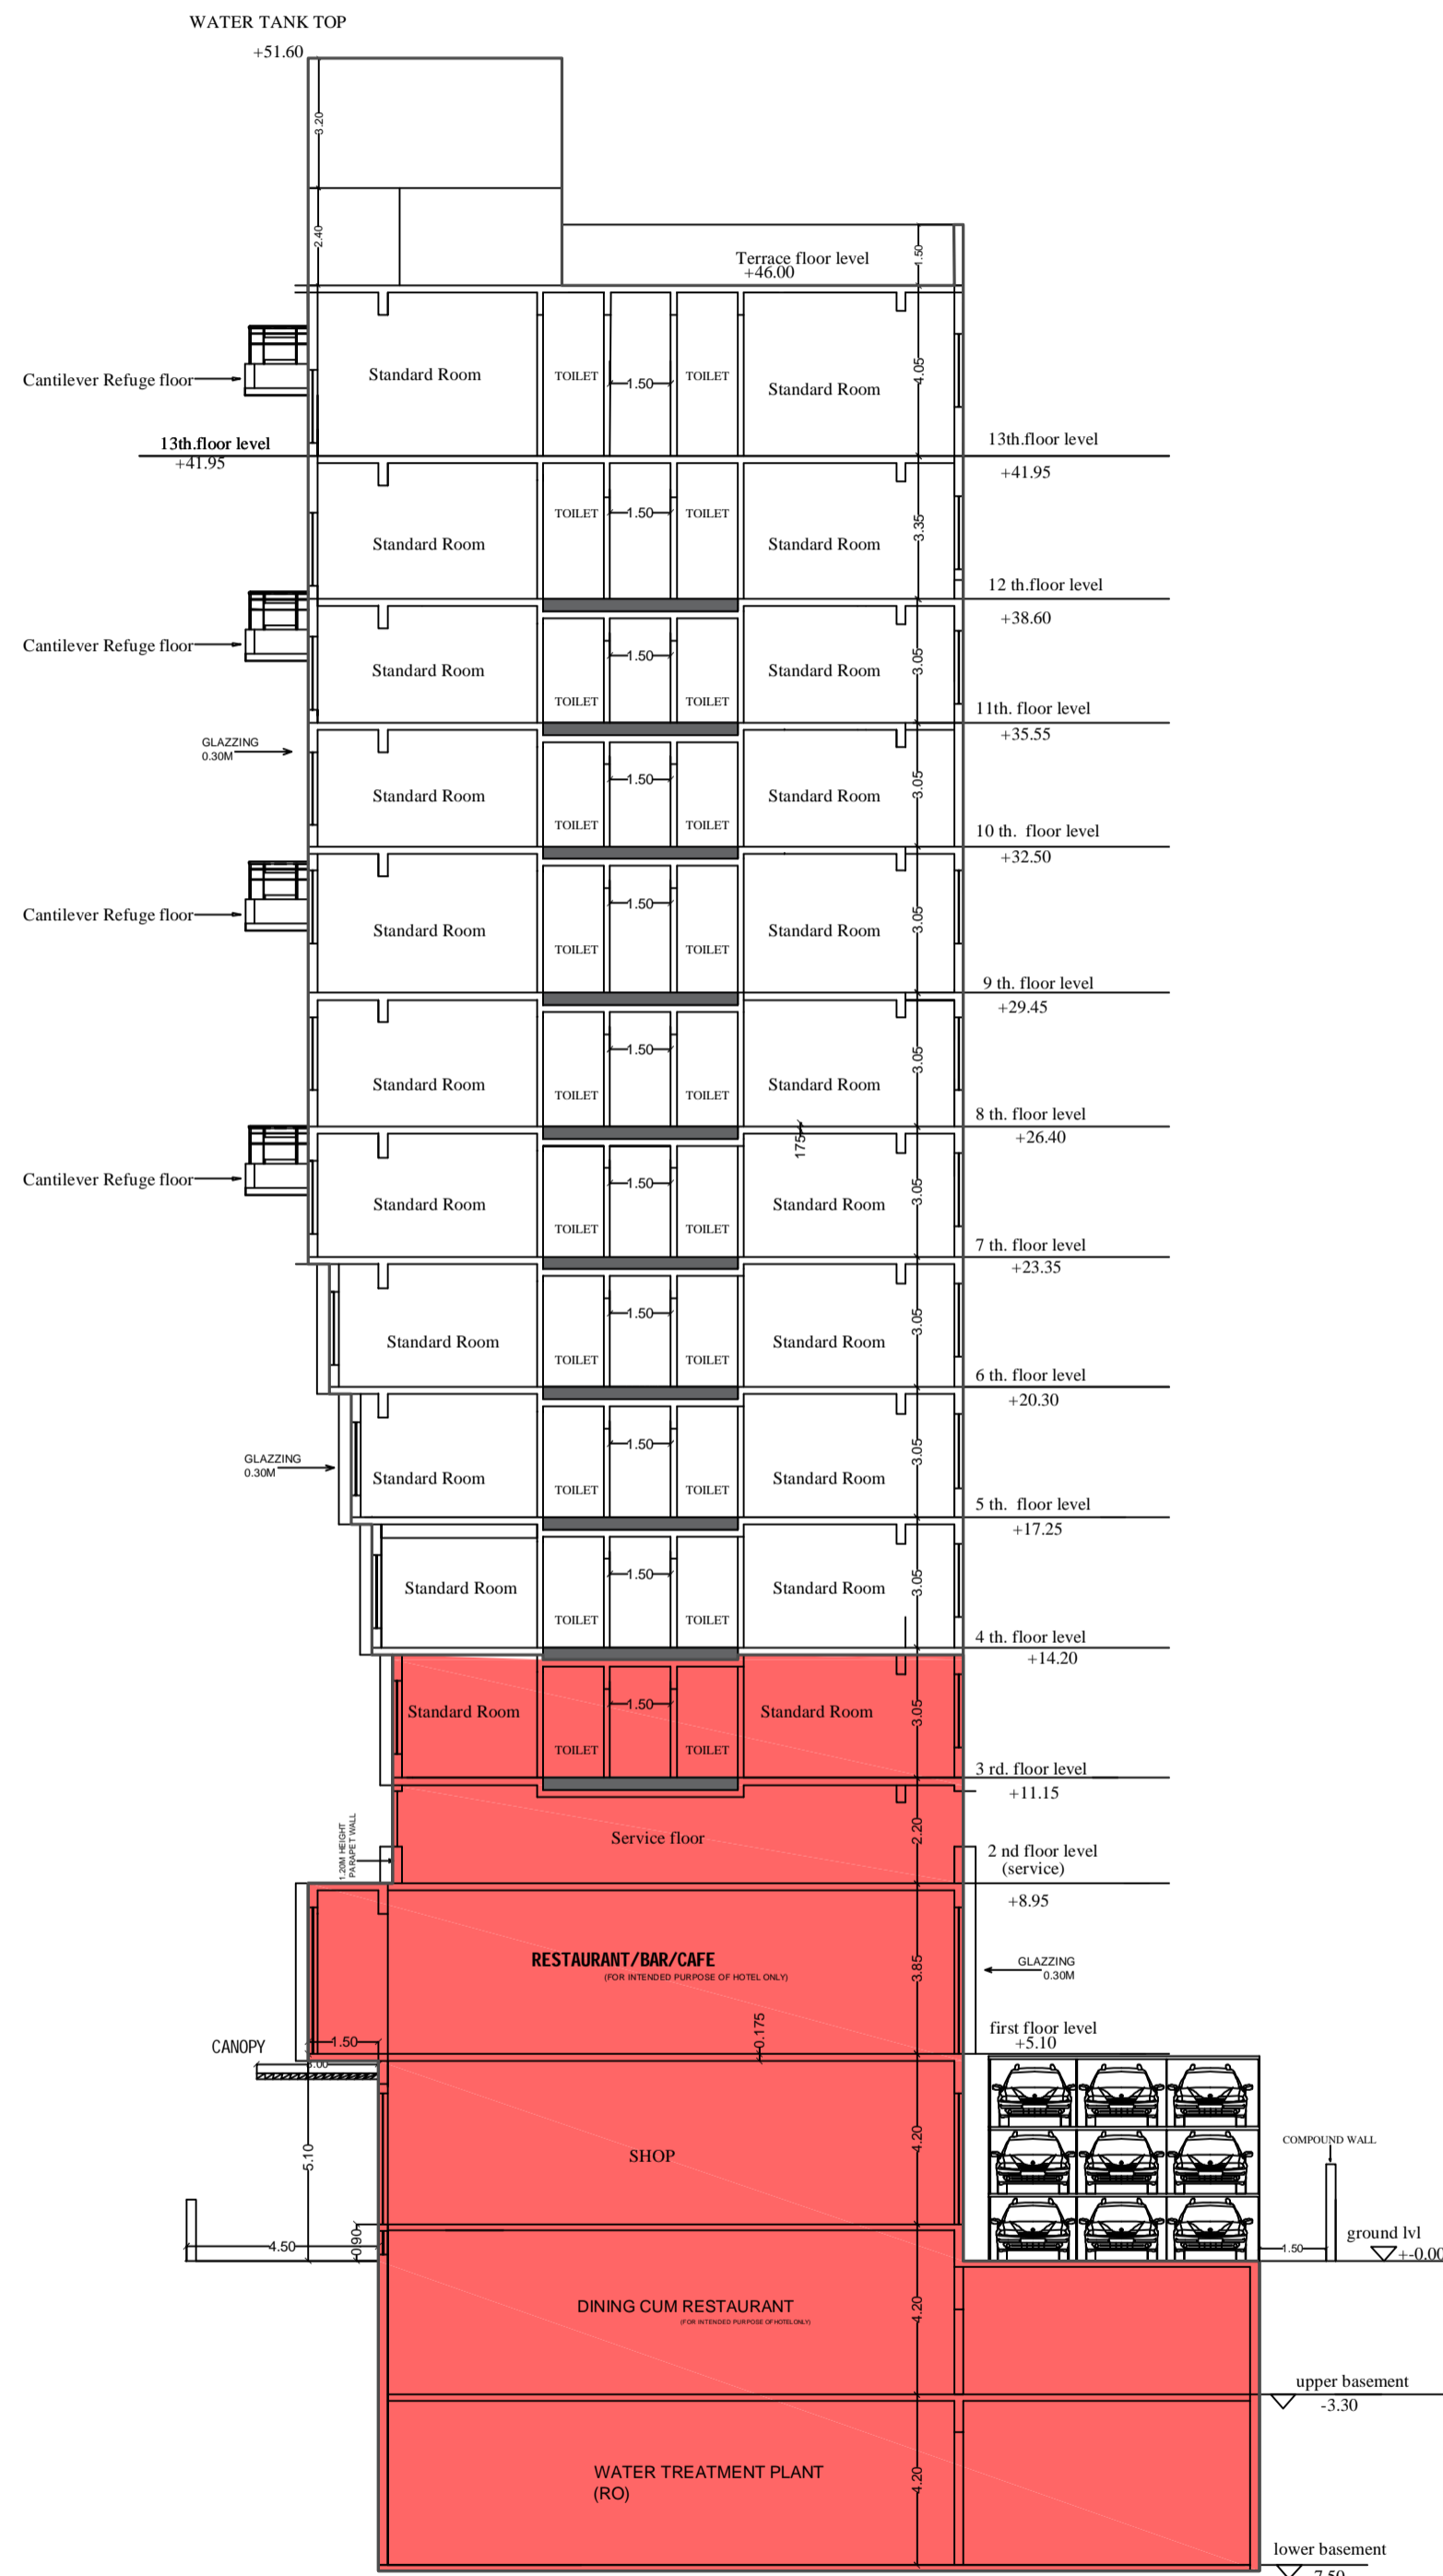 WATER TANK TOP
+51.60
3.20
2.40
1.50
Terrace floor level
+46.00
Cantilever Refuge floor
Standard Room
TOILET
1.50
TOILET
Standard Room
4.05
13th.floor level
+41.95
13th.floor level
+41.95
Standard Room
TOILET
1.50
TOILET
Standard Room
3.35
12 th.floor level
+38.60
Cantilever Refuge floor
Standard Room
TOILET
1.50
TOILET
Standard Room
3.05
11th. floor level
+35.55
GLAZZING
0.30M
Standard Room
TOILET
1.50
TOILET
Standard Room
3.05
10 th. floor level
+32.50
Cantilever Refuge floor
Standard Room
TOILET
1.50
TOILET
Standard Room
3.05
9 th. floor level
+29.45
Standard Room
TOILET
1.50
TOILET
Standard Room
3.05
8 th. floor level
+26.40
175
Cantilever Refuge floor
Standard Room
TOILET
1.50
TOILET
Standard Room
3.05
7 th. floor level
+23.35
Standard Room
TOILET
1.50
TOILET
Standard Room
3.05
6 th. floor level
+20.30
GLAZZING
0.30M
Standard Room
TOILET
1.50
TOILET
Standard Room
3.05
5 th. floor level
+17.25
Standard Room
TOILET
1.50
TOILET
Standard Room
3.05
4 th. floor level
+14.20
Standard Room
TOILET
1.50
TOILET
Standard Room
3.05
3 rd. floor level
+11.15
1.20M HEIGHT
PARAPET WALL
Service floor
2.20
2 nd floor level
(service)
+8.95
RESTAURANT/BAR/CAFE
(FOR INTENDED PURPOSE OF HOTEL ONLY)
3.85
GLAZZING
0.30M
first floor level
+5.10
0.175
CANOPY
1.50
5.10
SHOP
4.20
COMPOUND WALL
4.50
0.90
1.50
ground lvl
+-0.00
DINING CUM RESTAURANT
(FOR INTENDED PURPOSE OF HOTEL ONLY)
4.20
upper basement
-3.30
WATER TREATMENT PLANT
(RO)
4.20
lower basement